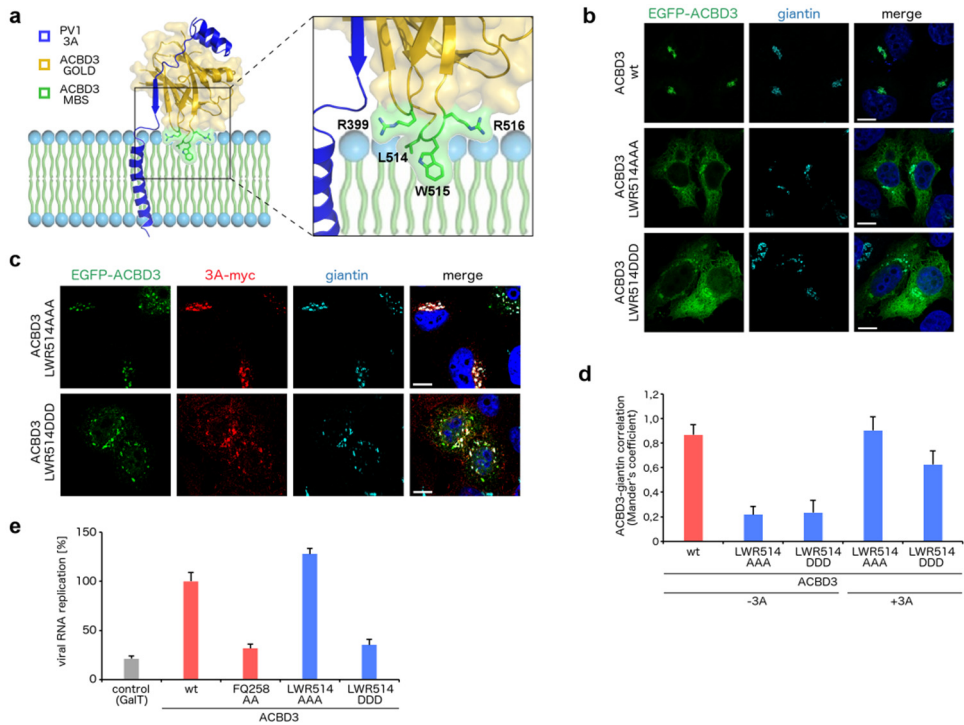 a
PV1
3A
ACBD3
GOLD
ACBD3
MBS
R399
L514
W515
R516
b
EGFP-ACBD3 giantin merge
ACBD3
wt
ACBD3
LWR514AAA
ACBD3
LWR514DDD
c
EGFP-ACBD3 3A-myc giantin merge
ACBD3
LWR514AAA
ACBD3
LWR514DDD
d
ACBD3-giantin correlation
(Mander's coefficient)
1,2
1,0
0,8
0,6
0,4
0,2
0
wt LWR514 LWR514 LWR514 LWR514
AAA DDD AAA DDD
ACBD3
-3A +3A
e
viral RNA replication [%]
150
100
50
0
control wt FQ258 LWR514 LWR514
(GalT) AA AAA DDD
ACBD3